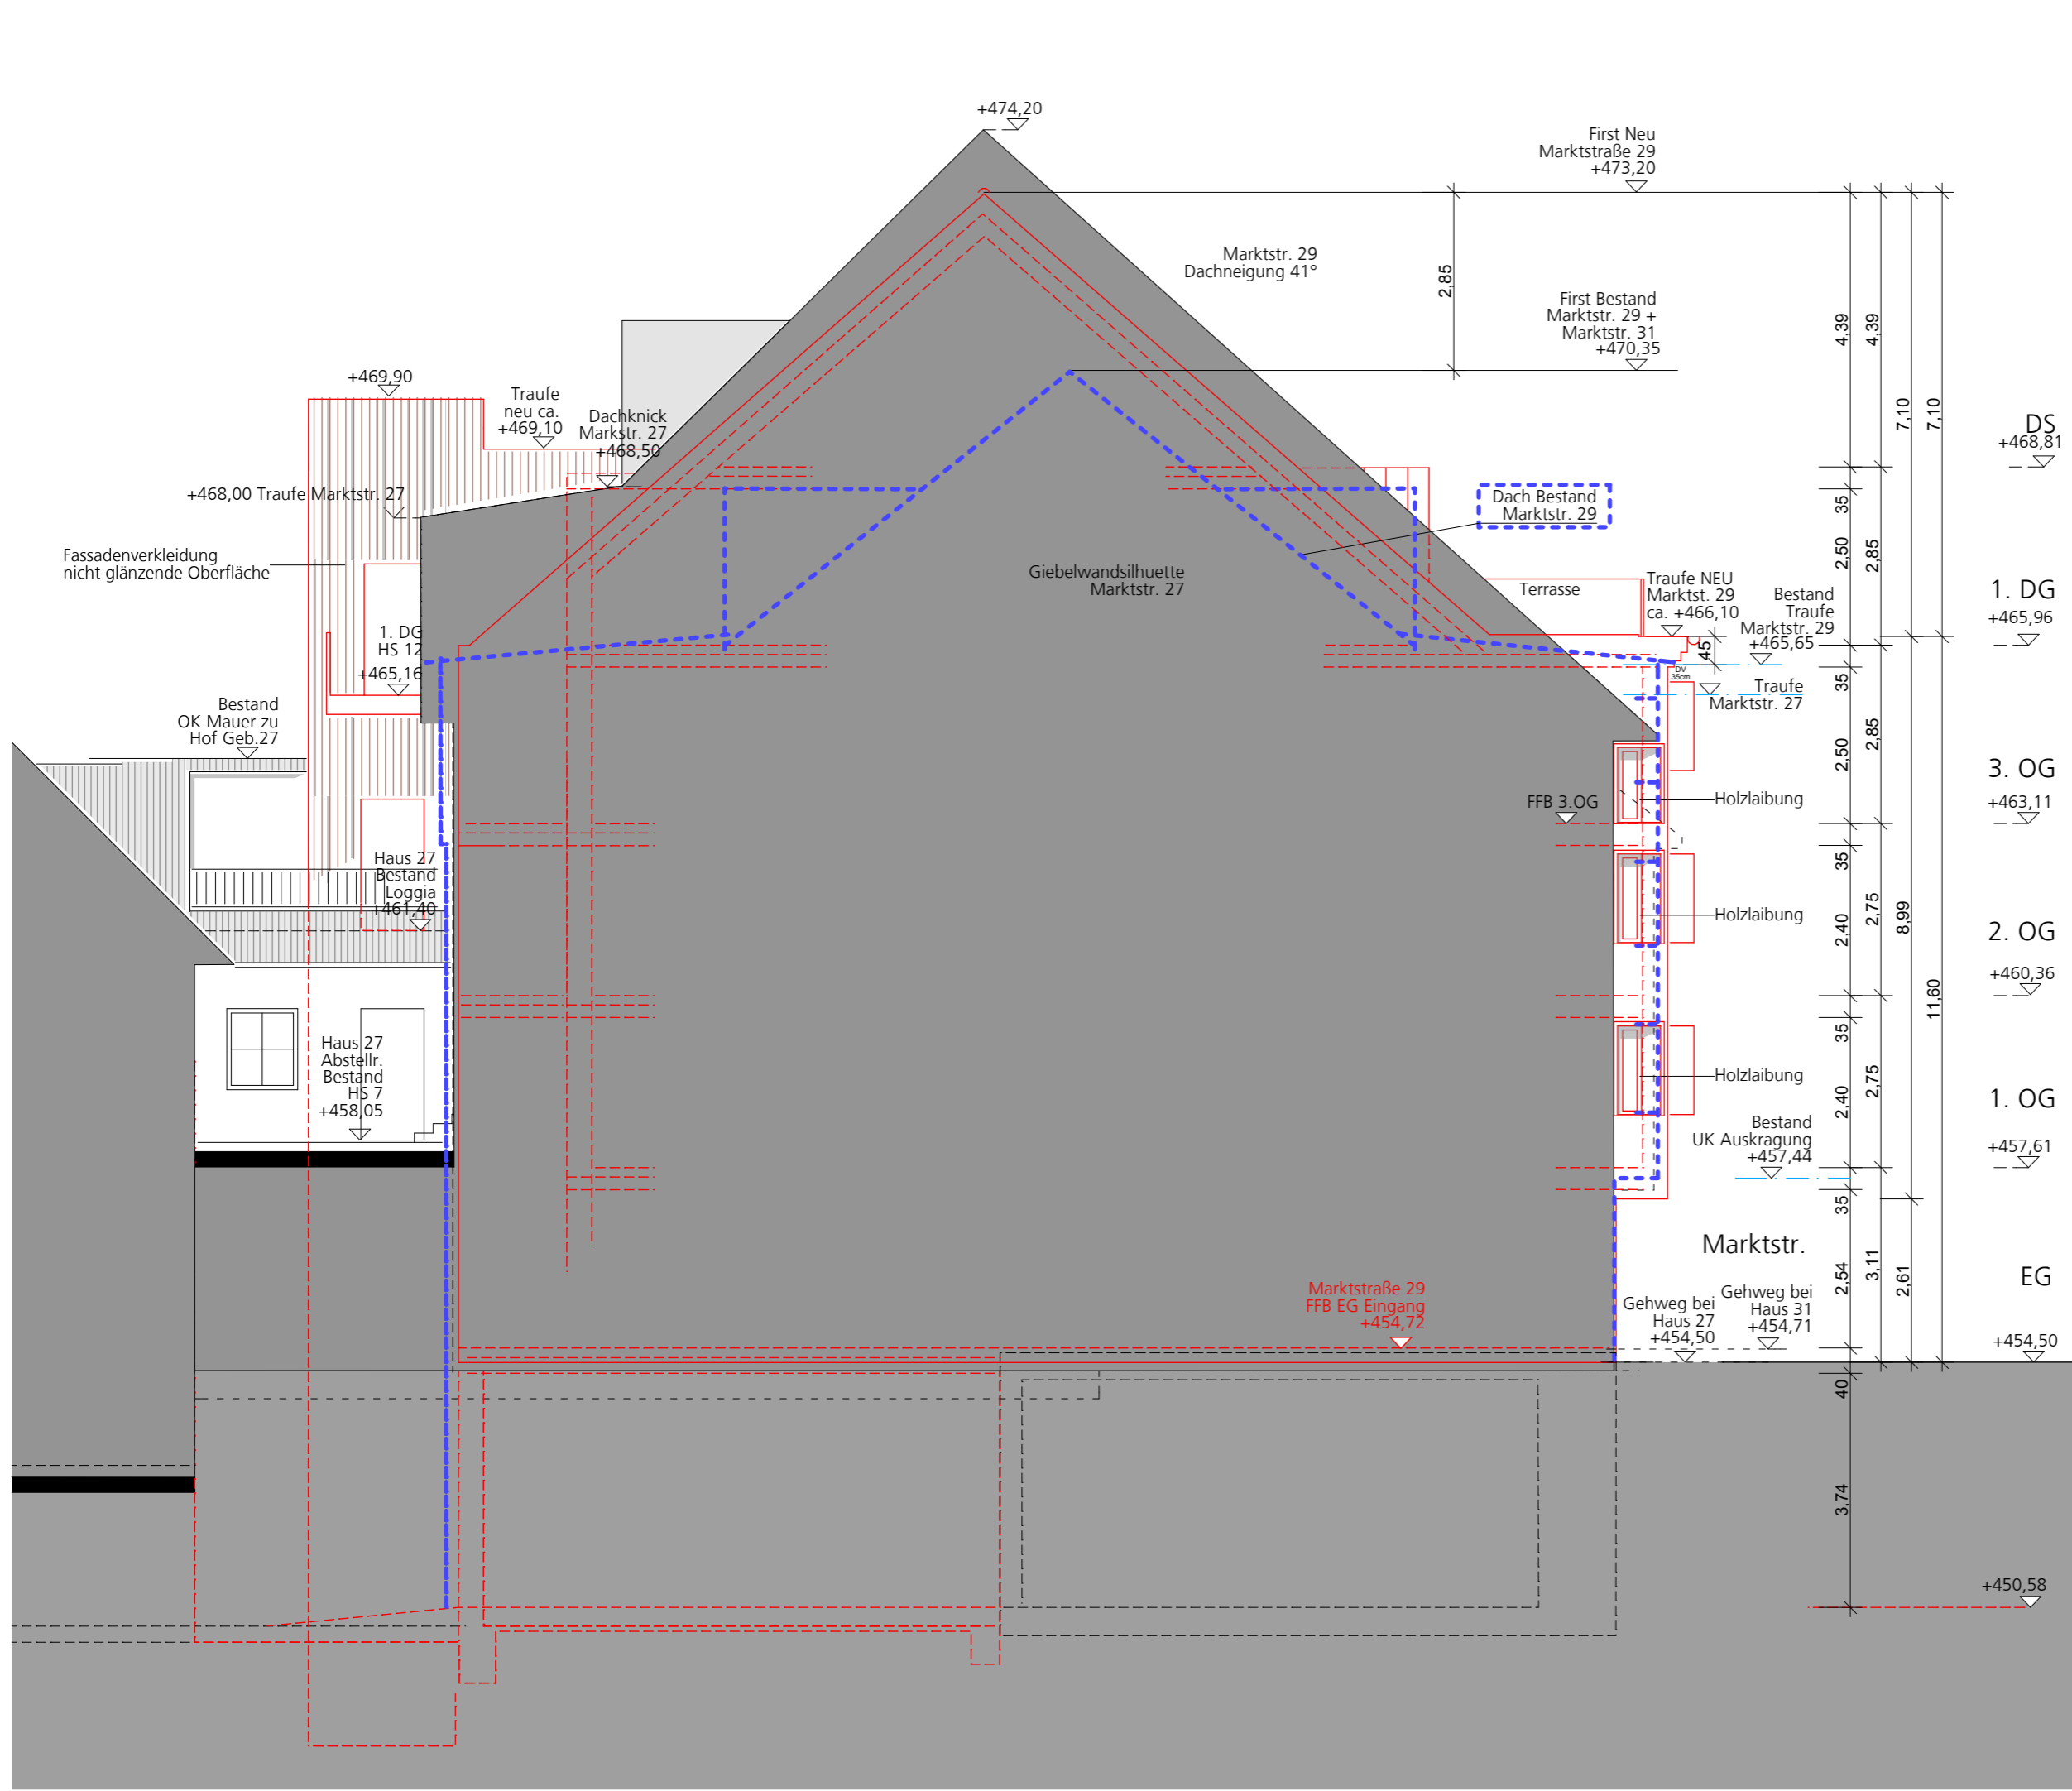 +474,20
First Neu
Marktstraße 29
+473,20
Marktstr. 29
Dachneigung 41°
2,85
First Bestand
Marktstr. 29 +
Marktstr. 31
+470,35
4,39
4,39
7,10
7,10
+469,90
Traufe
neu ca.
+469,10
Dachknick
Markstr. 27
+468,50
+468,00 Traufe Marktstr. 27
DS
+468,81
Dach Bestand
Marktstr. 29
35
2,50
2,85
Fassadenverkleidung
nicht glänzende Oberfläche
Giebelwandsilhuette
Marktstr. 27
Terrasse
Traufe NEU
Marktst. 29
ca. +466,10
Bestand
Traufe
Marktstr. 29
+465,65
1. DG
+465,96
1. DG
HS 12
+465,16
45
DV
35cm
Traufe
Marktstr. 27
35
2,50
2,85
Bestand
OK Mauer zu
Hof Geb.27
3. OG
+463,11
FFB 3.OG
Holzlaibung
Haus 27
Bestand
Loggia
+461,40
Holzlaibung
35
2,40
2,75
8,99
11,60
2. OG
+460,36
Haus 27
Abstellr.
Bestand
HS 7
+458,05
Holzlaibung
35
2,40
2,75
1. OG
+457,61
Bestand
UK Auskragung
+457,44
35
2,54
3,11
2,61
Marktstr.
EG
Marktstraße 29
FFB EG Eingang
+454,72
Gehweg bei
Haus 27
+454,50
Gehweg bei
Haus 31
+454,71
+454,50
40
3,74
+450,58